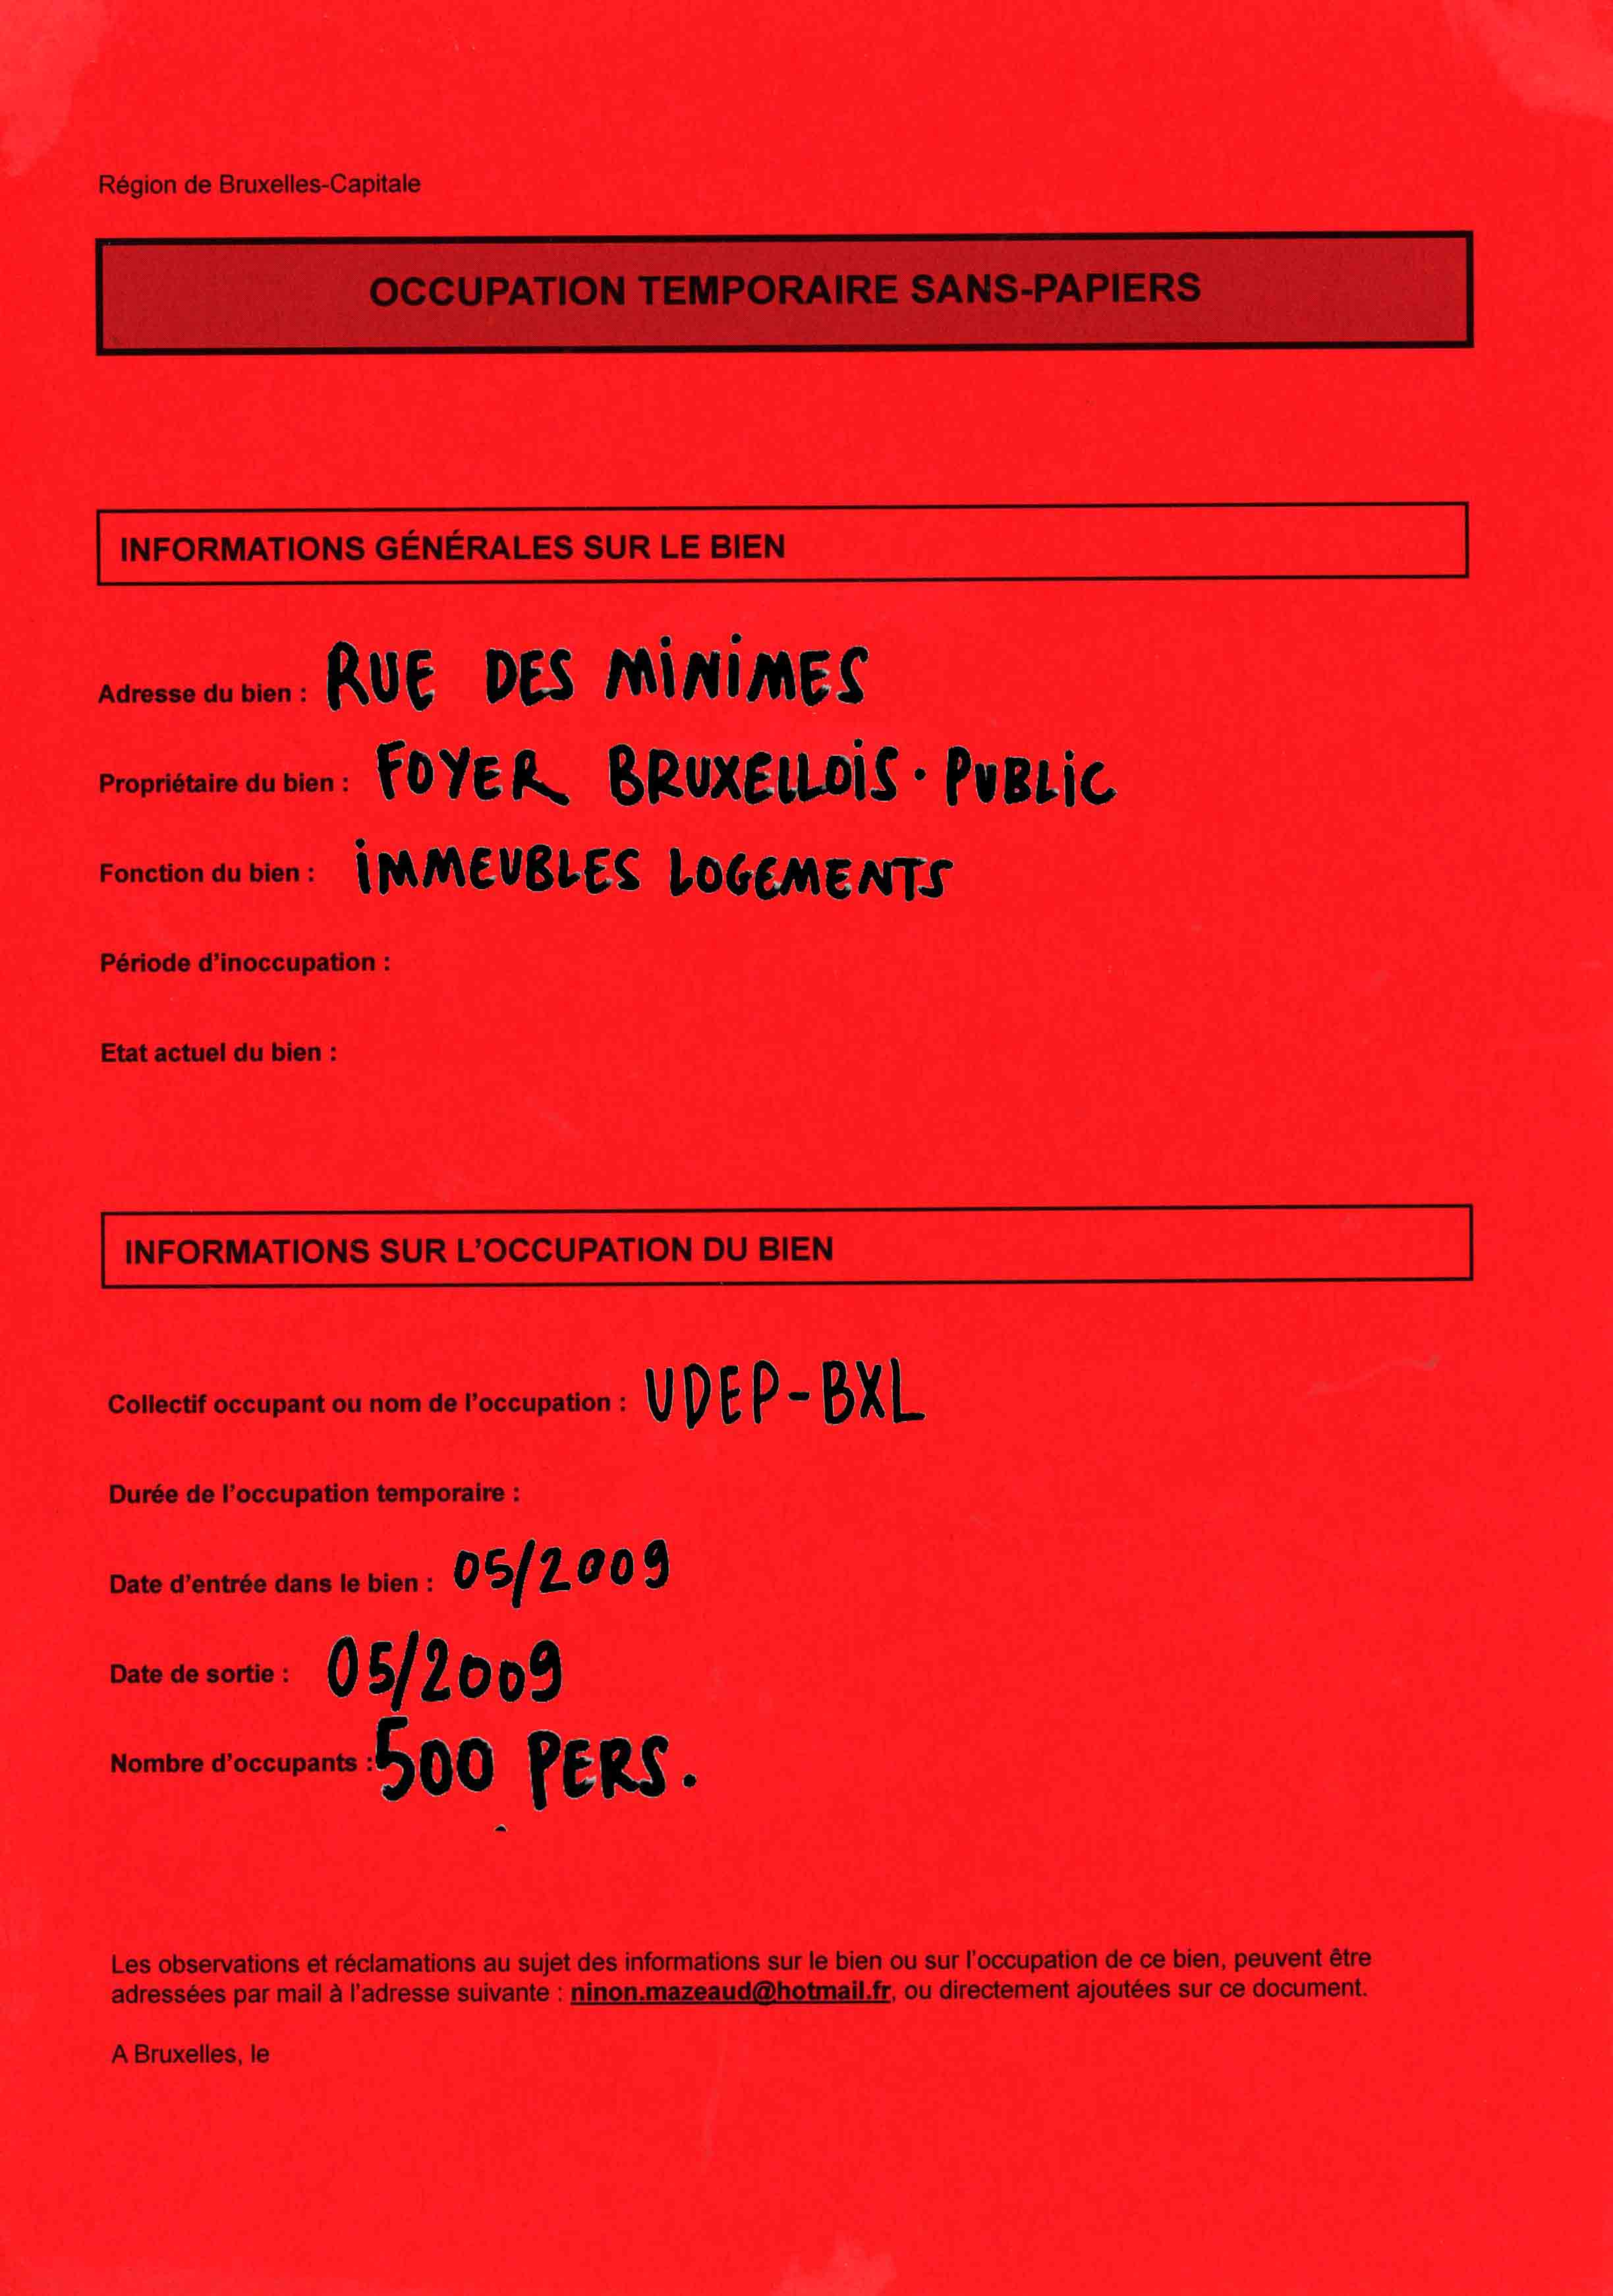 Région de Bruxelles-Capitale
OCCUPATION TEMPORAIRE SANS-PAPIERS
INFORMATIONS GÉNÉRALES SUR LE BIEN
Adresse du bien : RUE DES MINIMES
Propriétaire du bien : FOYER BRUXELLOIS · PUBLIC
Fonction du bien : IMMEUBLES LOGEMENTS
Période d'inoccupation :
Etat actuel du bien :
INFORMATIONS SUR L'OCCUPATION DU BIEN
Collectif occupant ou nom de l'occupation : UDEP-BXL
Durée de l'occupation temporaire :
Date d'entrée dans le bien : 05/2009
Date de sortie : 05/2009
Nombre d'occupants : 500 PERS.
Les observations et réclamations au sujet des informations sur le bien ou sur l'occupation de ce bien, peuvent être
adressées par mail à l'adresse suivante : ninon.mazeaud@hotmail.fr, ou directement ajoutées sur ce document.
A Bruxelles, le